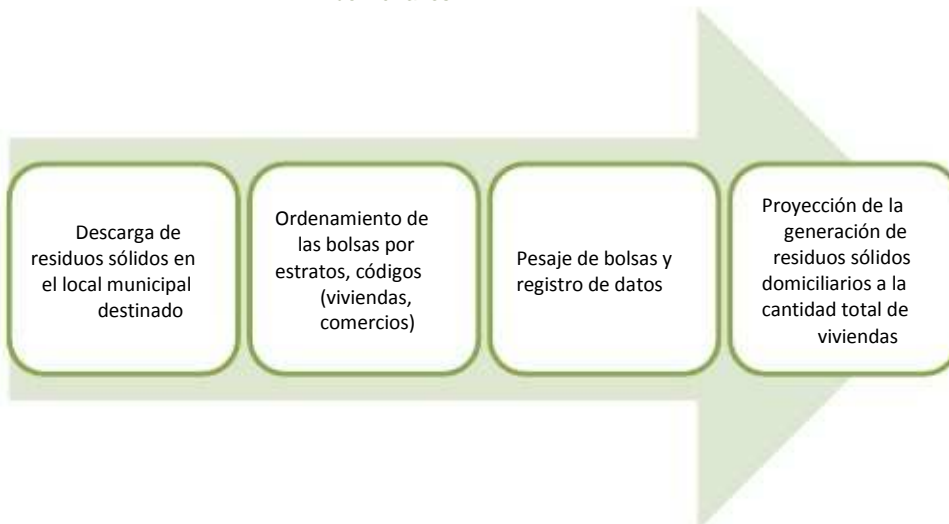 Descarga de
residuos sólidos en
el local municipal
destinado
Ordenamiento de
las bolsas por
estratos, códigos
(viviendas,
comercios)
Pesaje de bolsas y
registro de datos
Proyección de la
generación de
residuos sólidos
domiciliarios a la
cantidad total de
viviendas